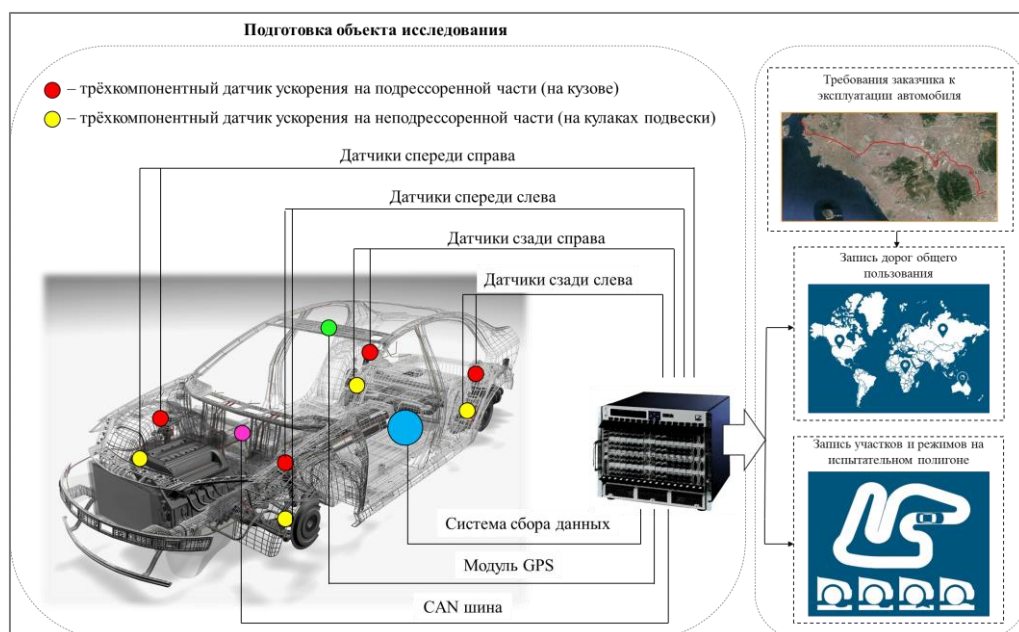 Подготовка объекта исследования
– трёхкомпонентный датчик ускорения на подрессоренной части (на кузове)
– трёхкомпонентный датчик ускорения на неподрессоренной части (на кулаках подвески)
Датчики спереди справа
Датчики спереди слева
Датчики сзади справа
Датчики сзади слева
Система сбора данных
Модуль GPS
CAN шина
Требования заказчика к
эксплуатации автомобиля
Запись дорог общего
пользования
Запись участков и режимов на
испытательном полигоне